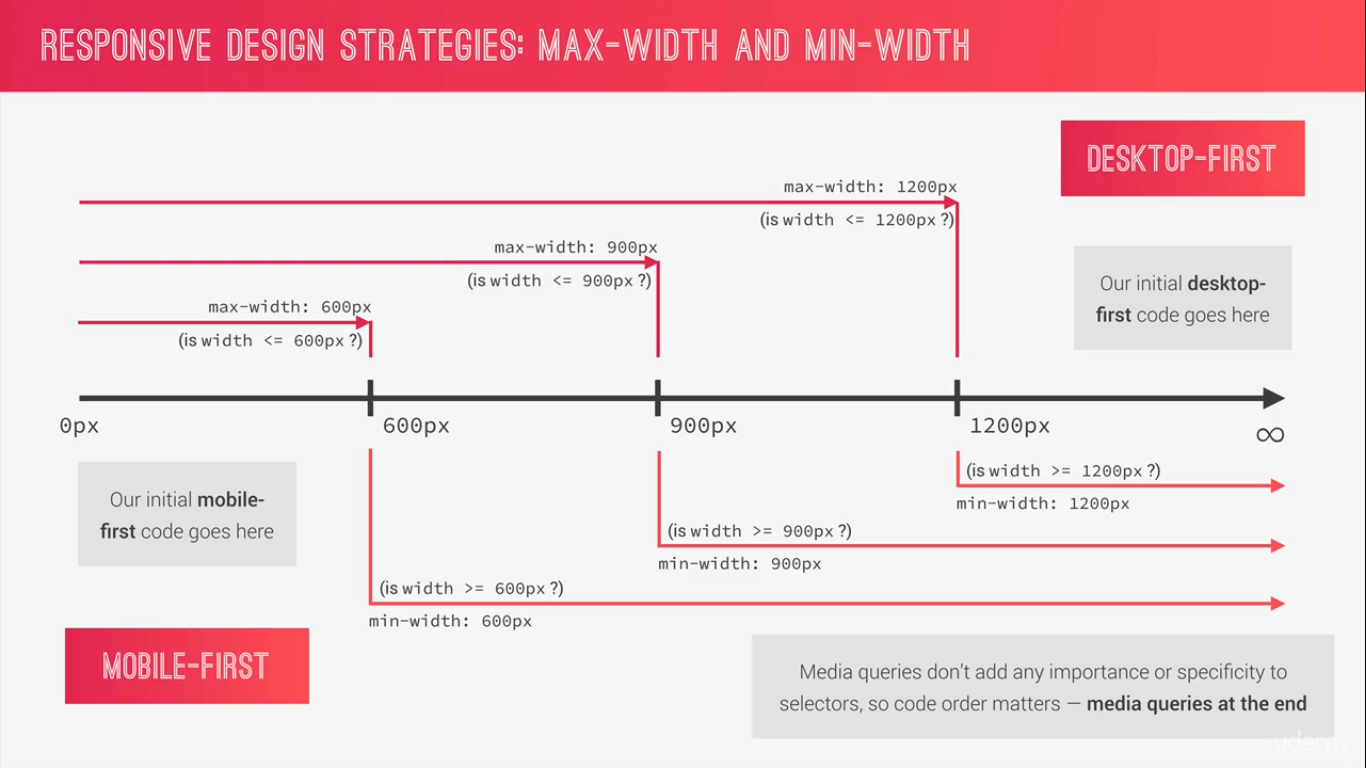 RESPONSIVE DESIGN STRATEGIES: MAX-WIDTH AND MIN-WIDTH
DESKTOP-FIRST
max-width: 1200px
(is width <= 1200px ?)
max-width: 900px
(is width <= 900px ?)
max-width: 600px
(is width <= 600px ?)
Our initial desktop-
first code goes here
0px
600px
900px
1200px
∞
Our initial mobile-
first code goes here
(is width >= 1200px ?)
min-width: 1200px
(is width >= 900px ?)
min-width: 900px
(is width >= 600px ?)
min-width: 600px
MOBILE-FIRST
Media queries don’t add any importance or specificity to
selectors, so code order matters — media queries at the end
udemy